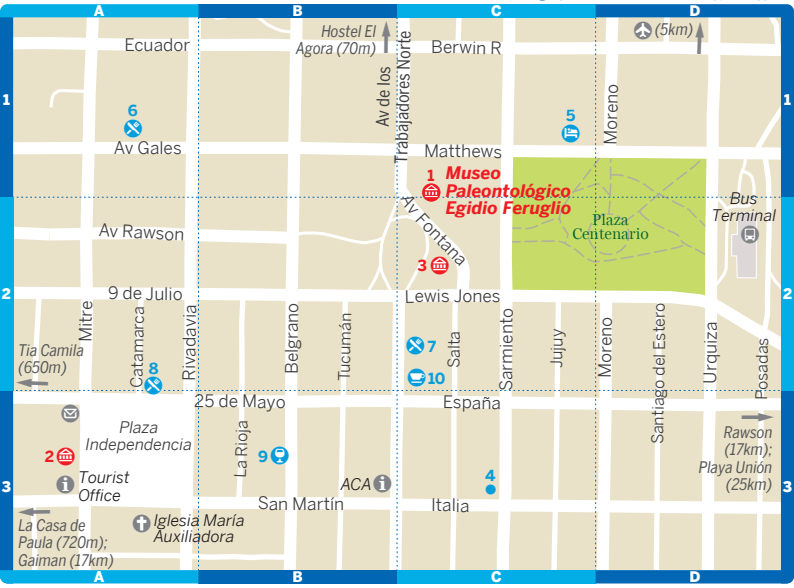 A
B
C
D
Hostel El
Agora (70m)
(5km)
Ecuador
Berwin R
1
1
Av de los
Trabajadores Norte
6
5
Moreno
Av Gales
Matthews
1 Museo
Paleontológico
Egidio Feruglio
Av Fontana
Plaza
Centenario
Bus
Terminal
Av Rawson
3
2
2
9 de Julio
Lewis Jones
Mitre
Catamarca
Rivadavia
Belgrano
Tucumán
Salta
Sarmiento
Jujuy
Moreno
Santiago del Estero
Urquiza
Posadas
Tia Camila
(650m)
7
8
10
25 de Mayo
España
Plaza
Independencia
La Rioja
Rawson
(17km);
Playa Unión
(25km)
2
9
Tourist
Office
ACA
4
3
3
San Martín
Italia
La Casa de
Paula (720m);
Gaiman (17km)
Iglesia María
Auxiliadora
A
B
C
D